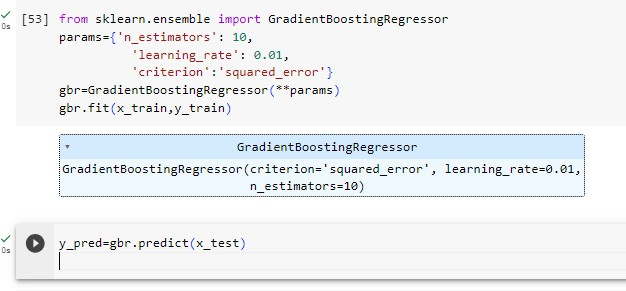 [53] from sklearn.ensemble import GradientBoostingRegressor
0s
params={'n_estimators': 10,
'learning_rate': 0.01,
'criterion':'squared_error'}
gbr=GradientBoostingRegressor(**params)
gbr.fit(x_train,y_train)
GradientBoostingRegressor
GradientBoostingRegressor(criterion='squared_error', learning_rate=0.01,
n_estimators=10)
y_pred=gbr.predict(x_test)
0s